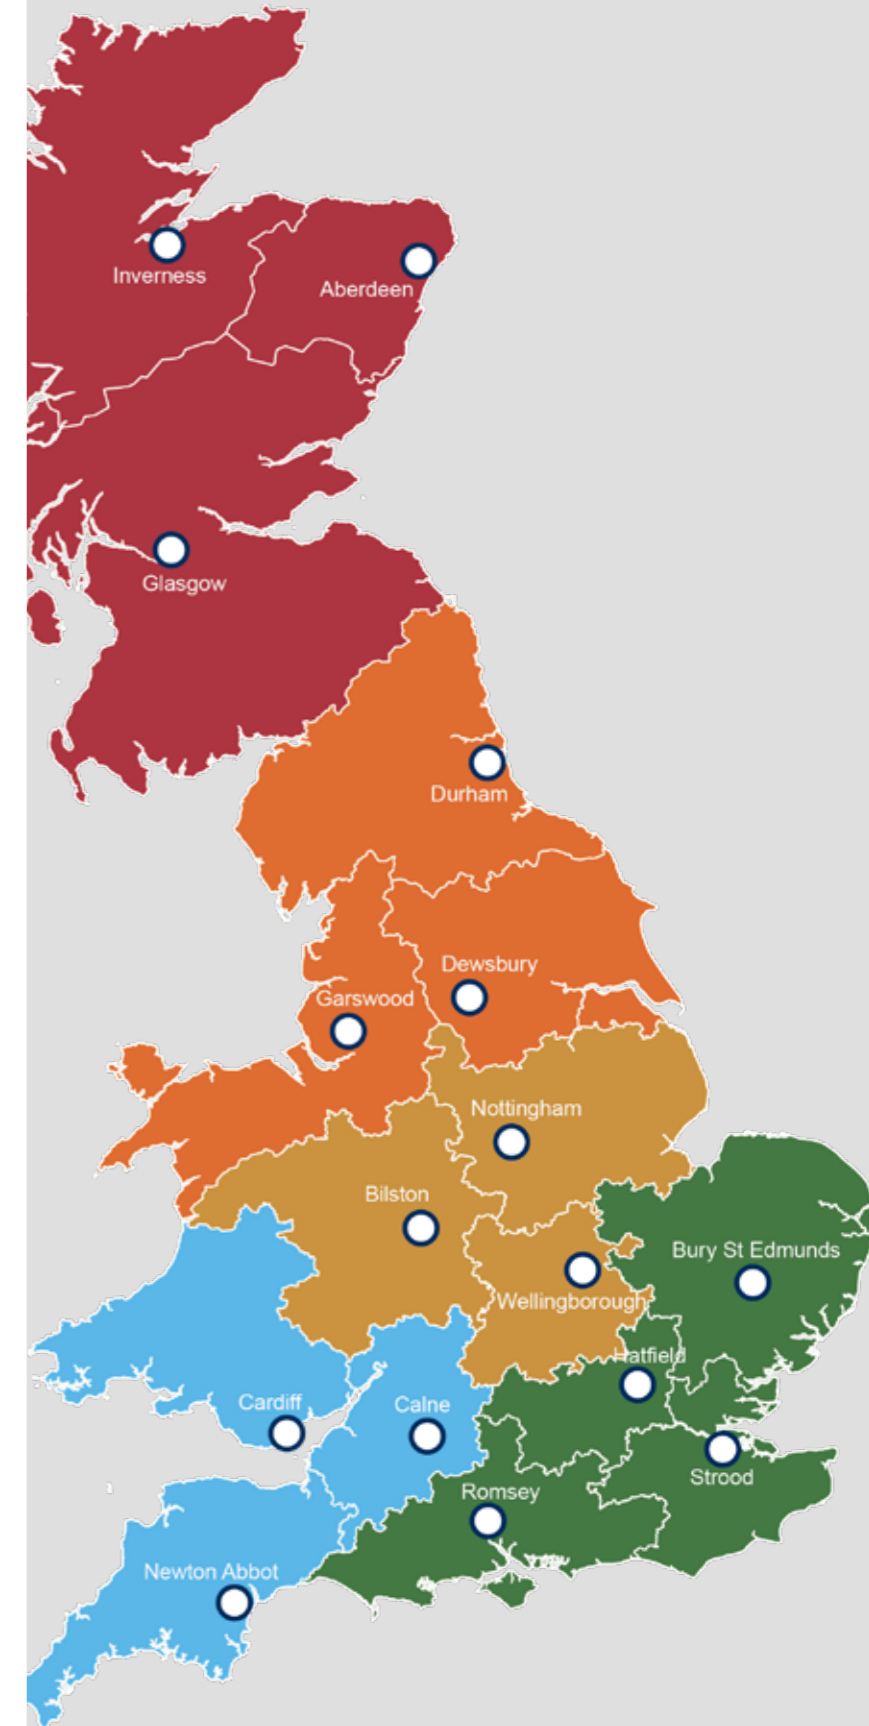 Inverness
Aberdeen
Glasgow
Durham
Dewsbury
Garswood
Nottingham
Bilston
Bury St Edmunds
Wellingborough
Hatfield
Cardiff
Calne
Strood
Romsey
Newton Abbot